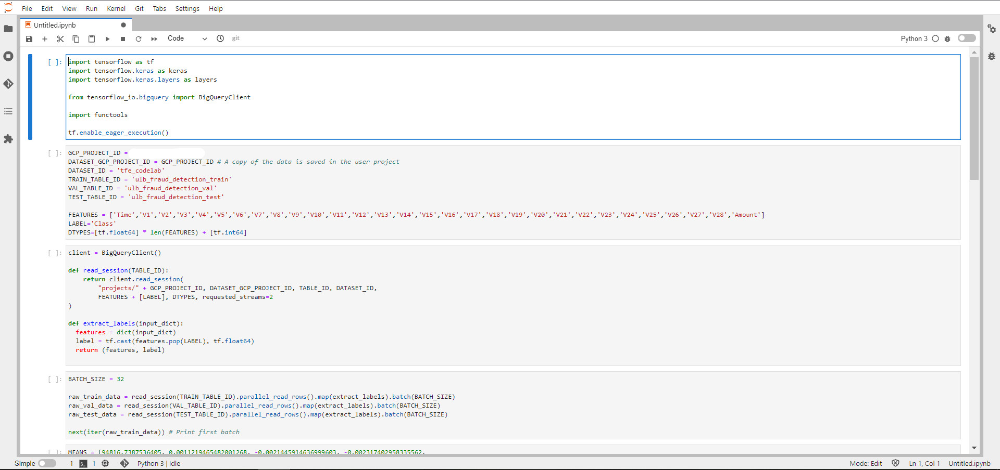 File Edit View Run Kernel Git Tabs Settings Help
Untitled.ipynb
Code git Python 3
[ ]: import tensorflow as tf
import tensorflow.keras as keras
import tensorflow.keras.layers as layers
from tensorflow_io.bigquery import BigQueryClient
import functools
tf.enable_eager_execution()
[ ]: GCP_PROJECT_ID =
DATASET_GCP_PROJECT_ID = GCP_PROJECT_ID # A copy of the data is saved in the user project
DATASET_ID = 'tfe_codelab'
TRAIN_TABLE_ID = 'ulb_fraud_detection_train'
VAL_TABLE_ID = 'ulb_fraud_detection_val'
TEST_TABLE_ID = 'ulb_fraud_detection_test'
FEATURES = ['Time','V1','V2','V3','V4','V5','V6','V7','V8','V9','V10','V11','V12','V13','V14','V15','V16','V17','V18','V19','V20','V21','V22','V23','V24','V25','V26','V27','V28','Amount']
LABEL='Class'
DTYPES=[tf.float64] * len(FEATURES) + [tf.int64]
[ ]: client = BigQueryClient()
def read_session(TABLE_ID):
return client.read_session(
"projects/" + GCP_PROJECT_ID, DATASET_GCP_PROJECT_ID, TABLE_ID, DATASET_ID,
FEATURES + [LABEL], DTYPES, requested_streams=2
)
def extract_labels(input_dict):
features = dict(input_dict)
label = tf.cast(features.pop(LABEL), tf.float64)
return (features, label)
[ ]: BATCH_SIZE = 32
raw_train_data = read_session(TRAIN_TABLE_ID).parallel_read_rows().map(extract_labels).batch(BATCH_SIZE)
raw_val_data = read_session(VAL_TABLE_ID).parallel_read_rows().map(extract_labels).batch(BATCH_SIZE)
raw_test_data = read_session(TEST_TABLE_ID).parallel_read_rows().map(extract_labels).batch(BATCH_SIZE)
next(iter(raw_train_data)) # Print first batch
[ ]: MEANS = [94816.7387536405, 0.0011219465482001268, -0.0021445914636999603, -0.002317402958335562,
Simple 1 $_ 1 Python 3 | Idle Mode: Edit Ln 1, Col 1 Untitled.ipynb